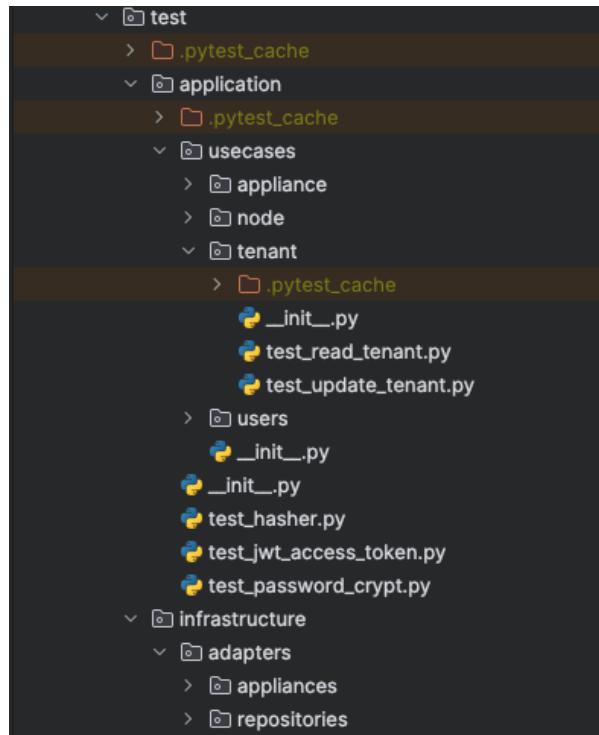 test
.pytest_cache
application
.pytest_cache
usecases
appliance
node
tenant
.pytest_cache
__init__.py
test_read_tenant.py
test_update_tenant.py
users
__init__.py
__init__.py
test_hasher.py
test_jwt_access_token.py
test_password_crypt.py
infrastructure
adapters
appliances
repositories